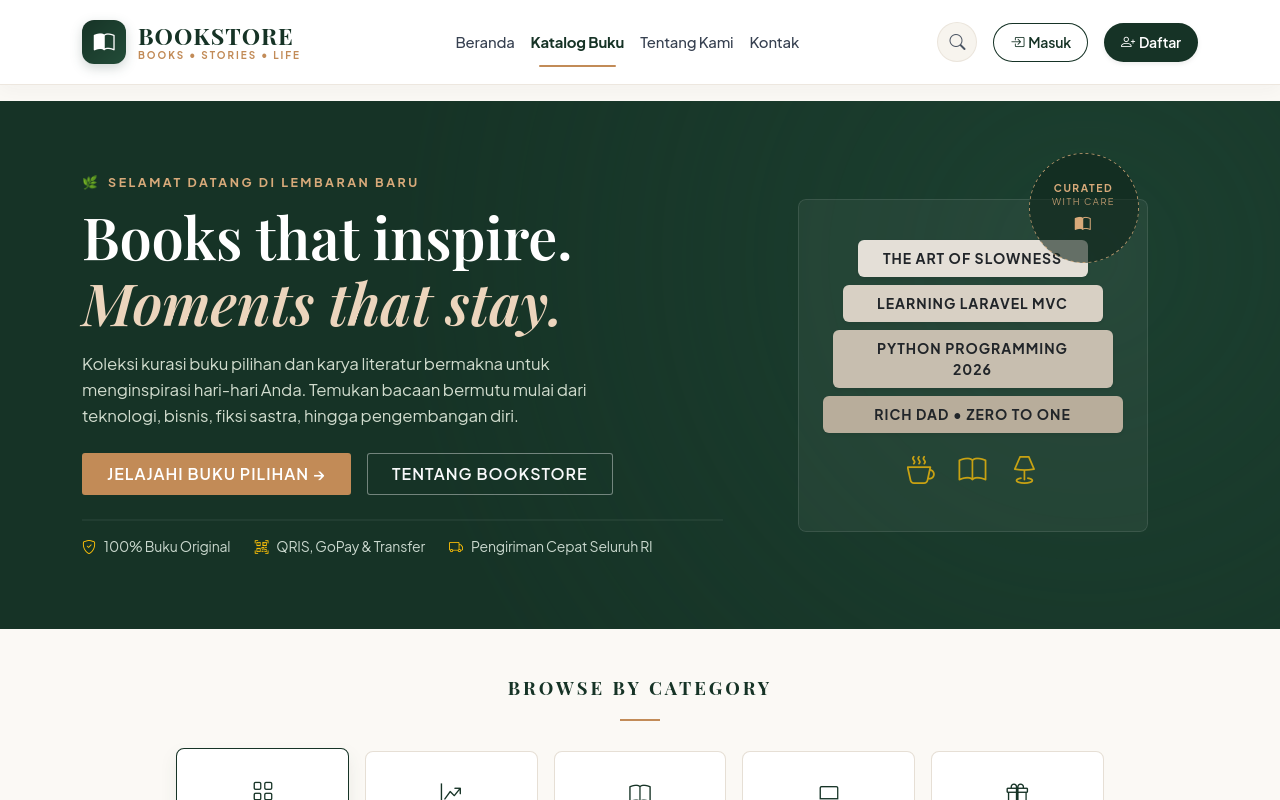 BOOKSTORE
BOOKS • STORIES • LIFE
Beranda
Katalog Buku
Tentang Kami
Kontak
Masuk
Daftar
SELAMAT DATANG DI LEMBARAN BARU
Books that inspire.
Moments that stay.
Koleksi kurasi buku pilihan dan karya literatur bermakna untuk
menginspirasi hari-hari Anda. Temukan bacaan bermutu mulai dari
teknologi, bisnis, fiksi sastra, hingga pengembangan diri.
JELAJAHI BUKU PILIHAN →
TENTANG BOOKSTORE
100% Buku Original
QRIS, GoPay & Transfer
Pengiriman Cepat Seluruh RI
CURATED
WITH CARE
THE ART OF SLOWNESS
LEARNING LARAVEL MVC
PYTHON PROGRAMMING
2026
RICH DAD • ZERO TO ONE
BROWSE BY CATEGORY